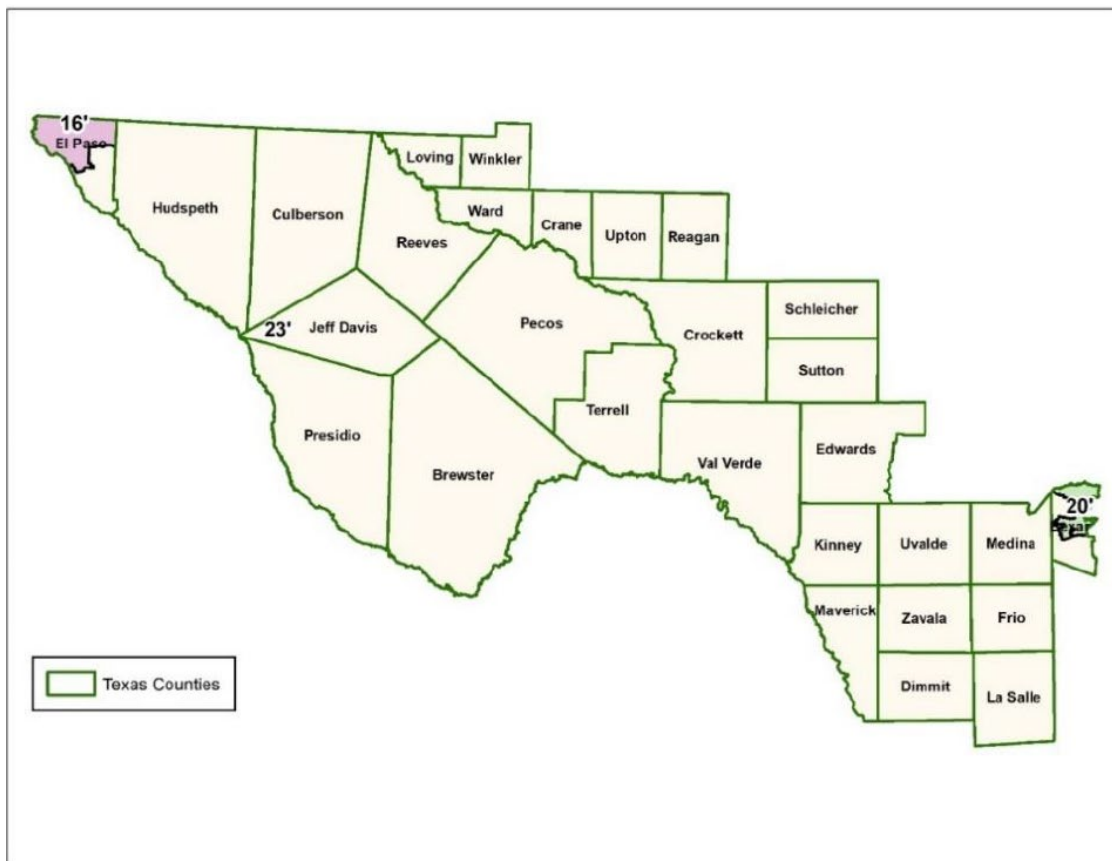 16'
El Paso
Loving
Winkler
Hudspeth
Culberson
Ward
Crane
Upton
Reagan
Reeves
Schleicher
23'
Jeff Davis
Pecos
Crockett
Sutton
Terrell
Presidio
Edwards
Val Verde
Brewster
20'
Bexar
Kinney
Uvalde
Medina
Maverick
Zavala
Frio
Dimmit
La Salle
Texas Counties